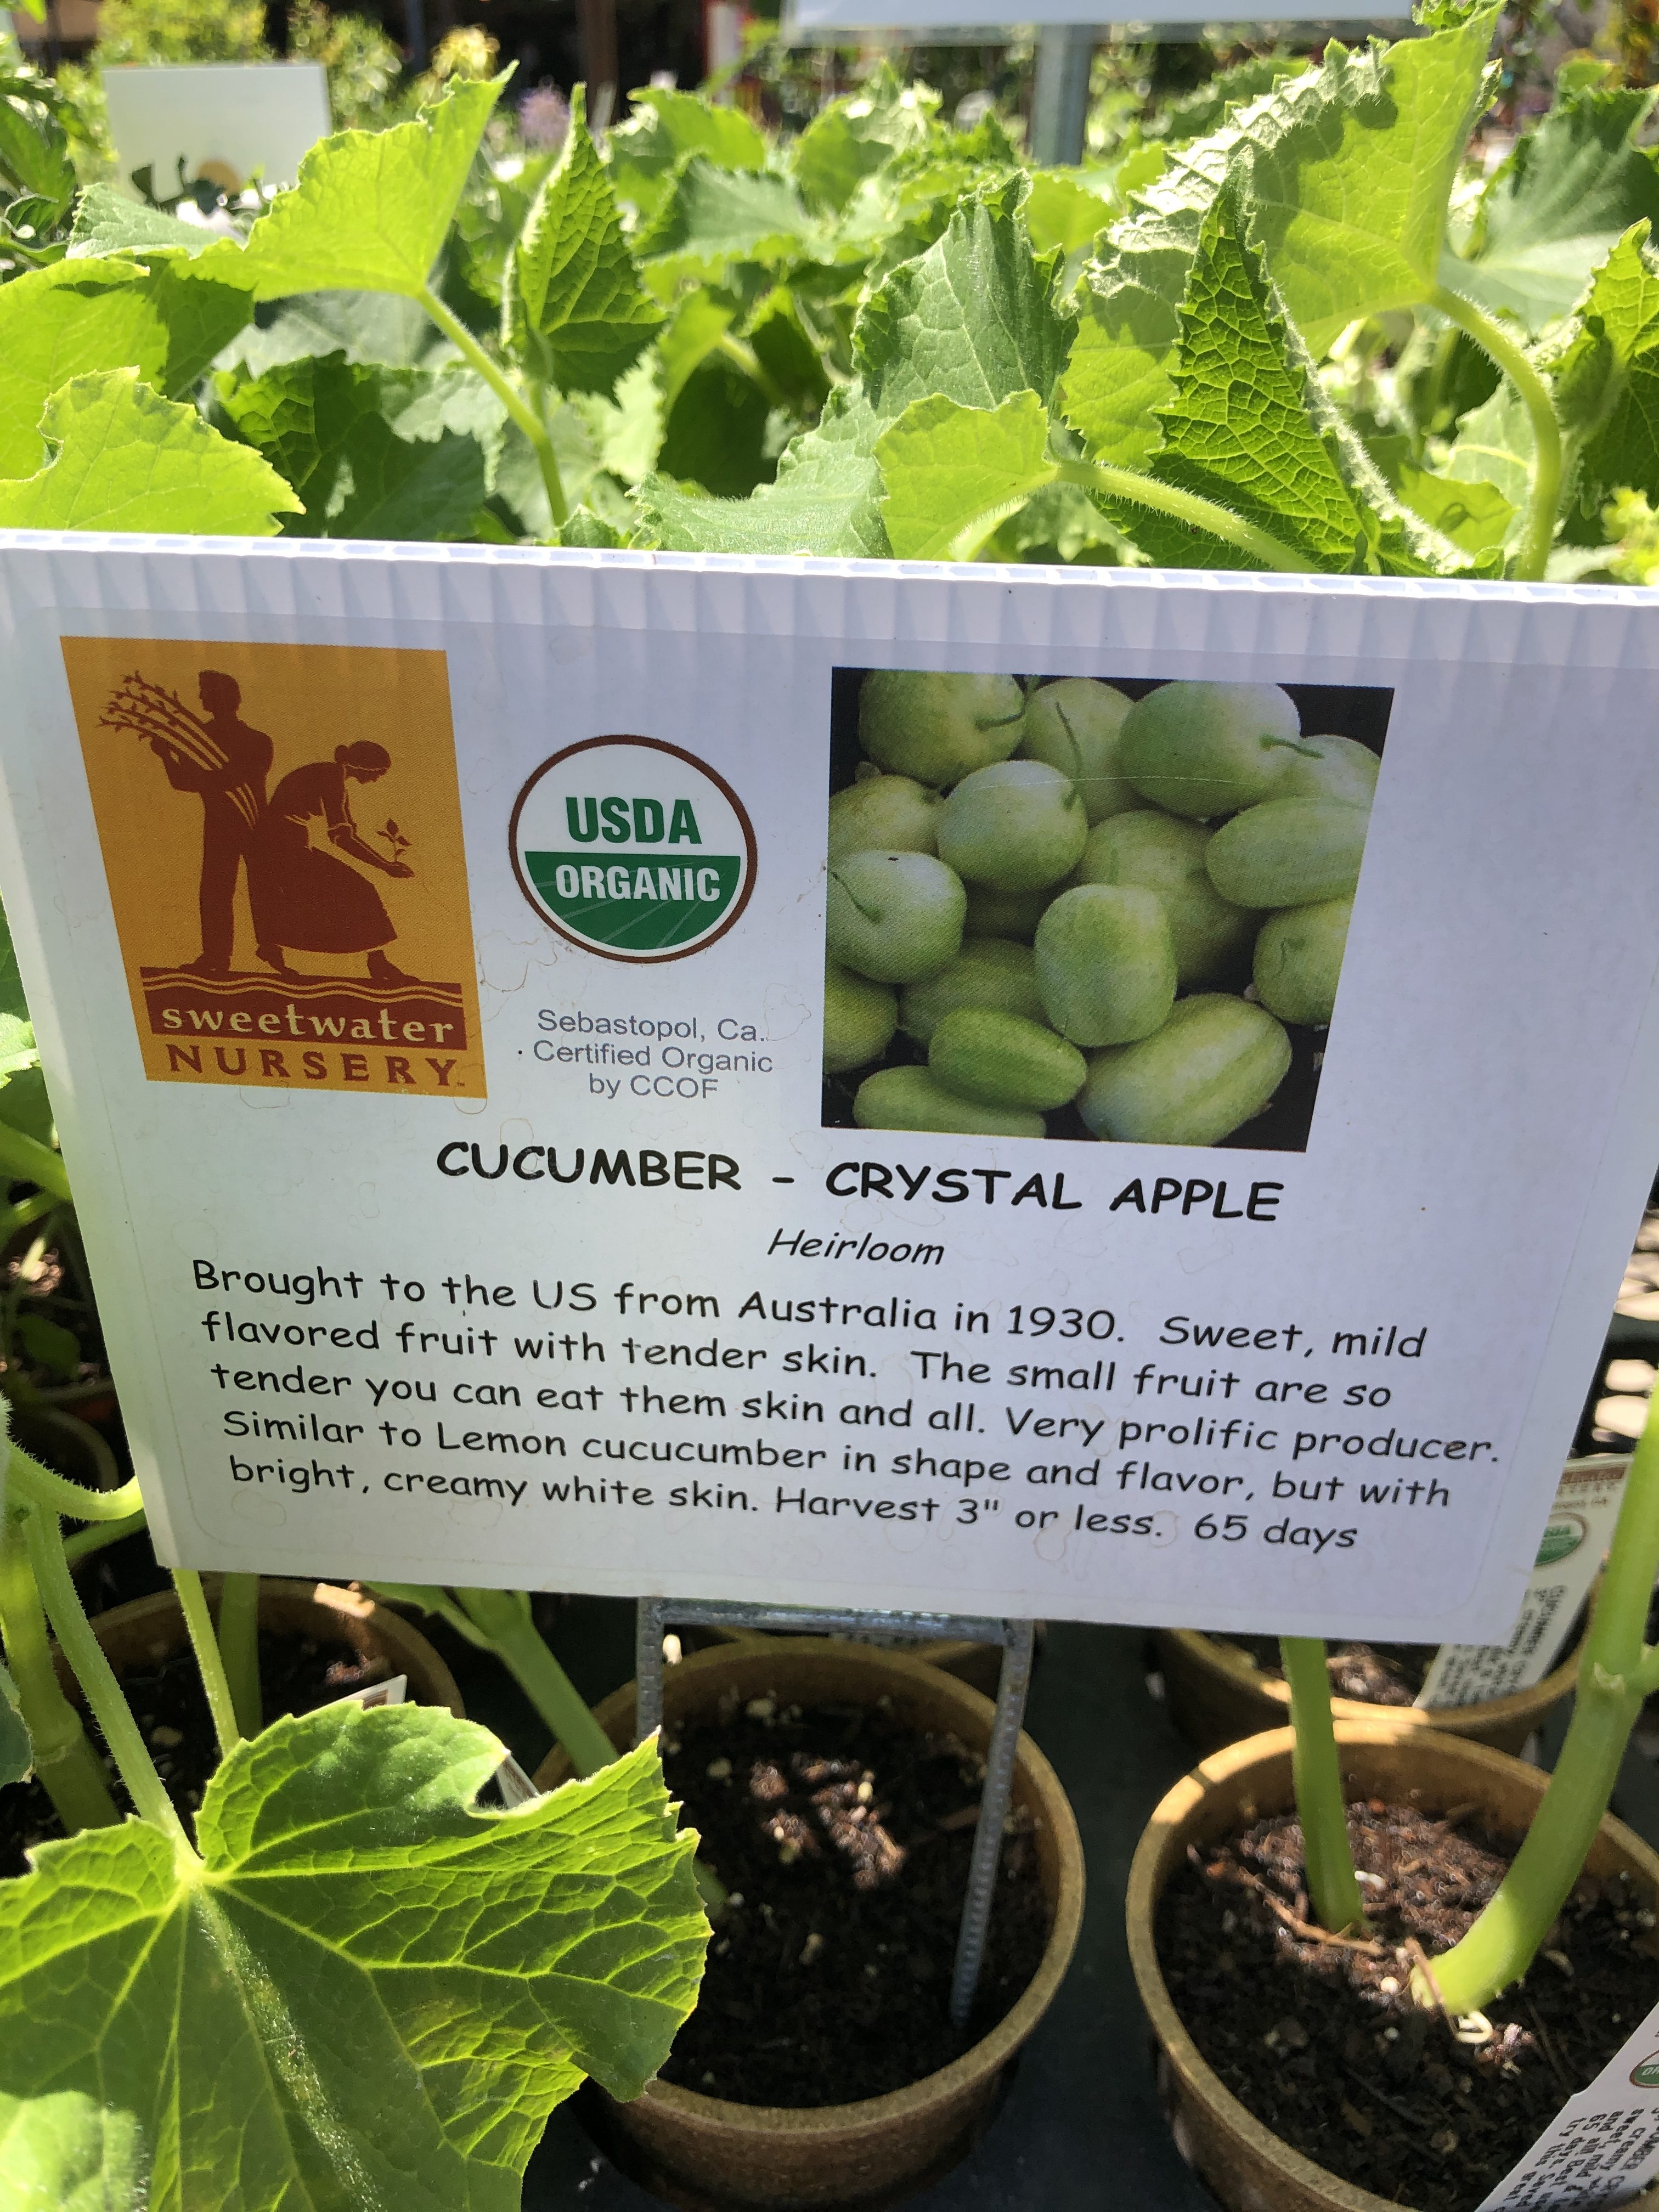 sweetwater
NURSERY
USDA
ORGANIC
Sebastopol, Ca.
Certified Organic
by CCOF
CUCUMBER - CRYSTAL APPLE
Heirloom
Brought to the US from Australia in 1930. Sweet, mild
flavored fruit with tender skin. The small fruit are so
tender you can eat them skin and all. Very prolific producer.
Similar to Lemon cucucumber in shape and flavor, but with
bright, creamy white skin. Harvest 3" or less. 65 days